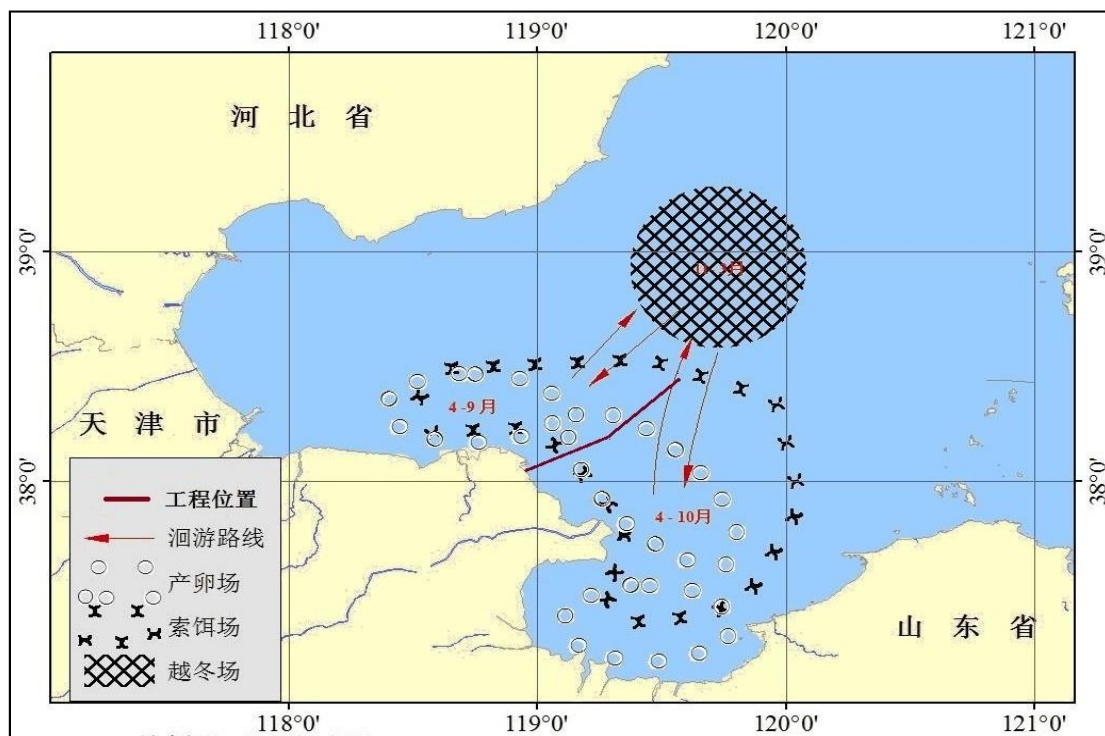 118°0'
119°0'
120°0'
121°0'
河北省
39°0'
39°0'
4 -9 月
天津市
38°0'
38°0'
4 - 10月
工程位置
洄游路线
产卵场
索饵场
越冬场
山东省
118°0'
119°0'
120°0'
121°0'